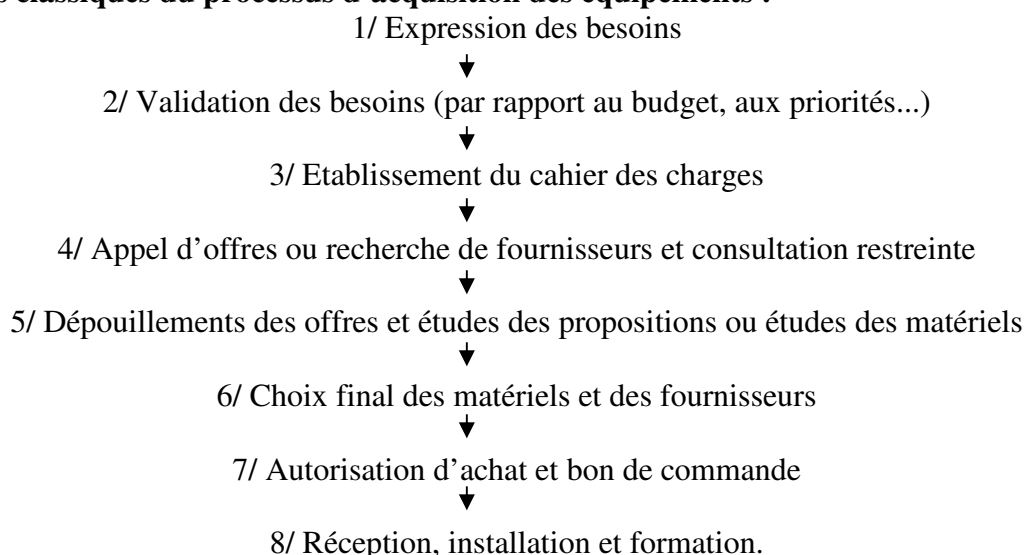 classiques du processus d'acquisition des équipements :
1/ Expression des besoins
2/ Validation des besoins (par rapport au budget, aux priorités...)
3/ Etablissement du cahier des charges
4/ Appel d'offres ou recherche de fournisseurs et consultation restreinte
5/ Dépouillements des offres et études des propositions ou études des matériels
6/ Choix final des matériels et des fournisseurs
7/ Autorisation d'achat et bon de commande
8/ Réception, installation et formation.